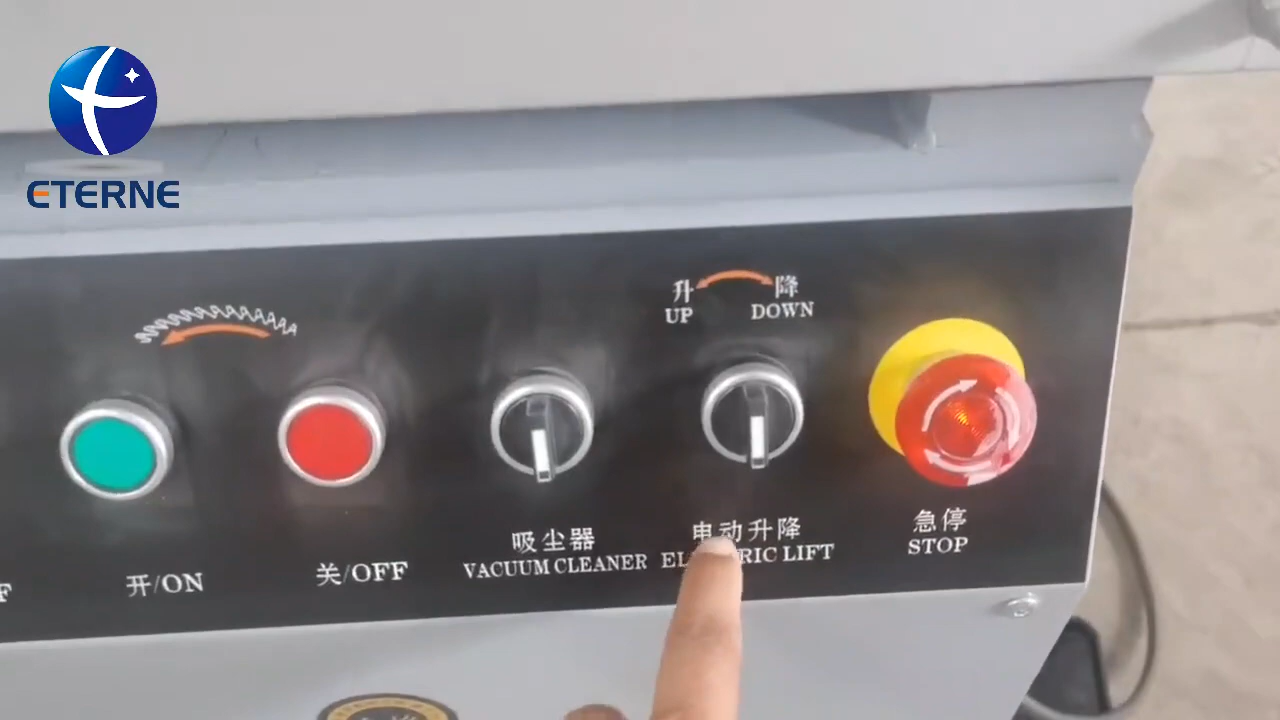 ETERNE
升 降
UP DOWN
吸尘器
VACUUM CLEANER
电动升降
LIFT
急停
STOP
F
开/ON
关/OFF